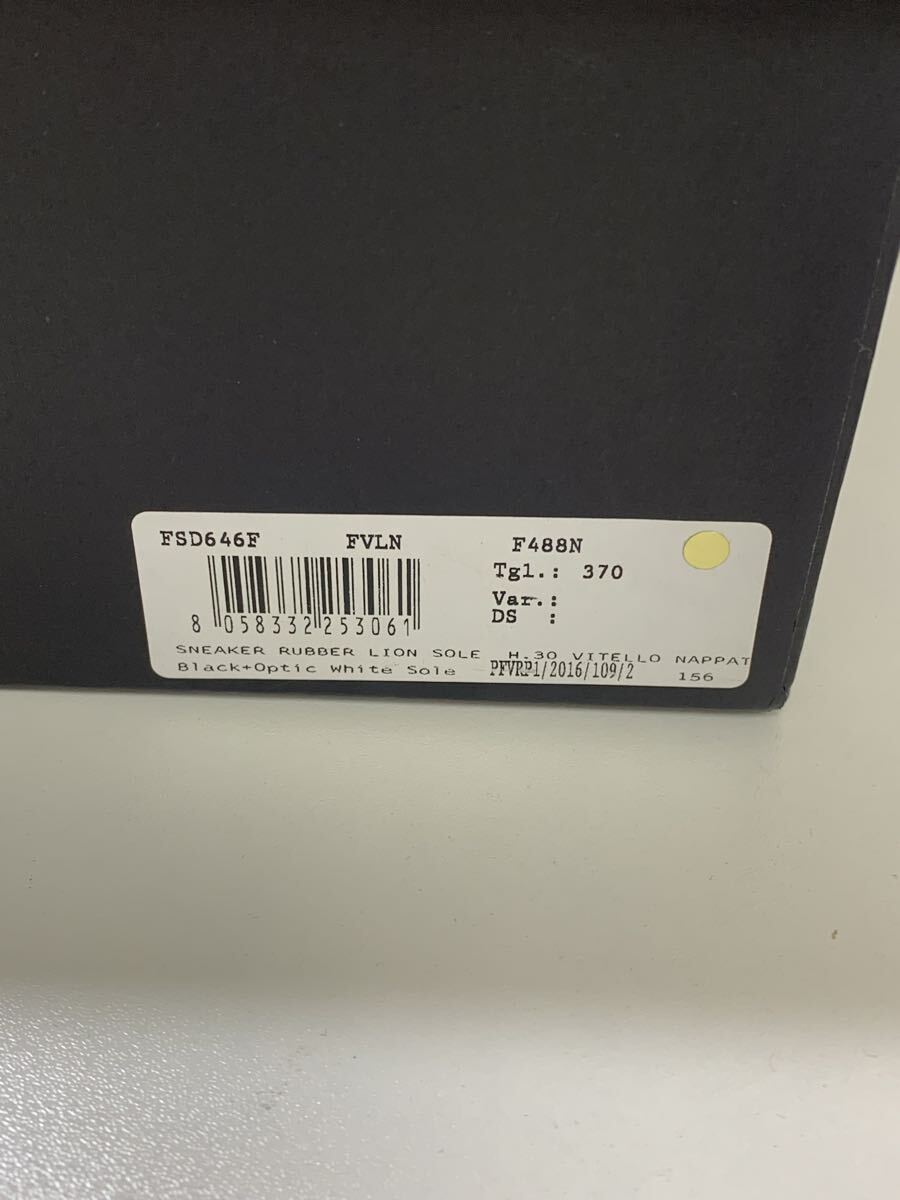 FSD646F FVLN F488N
Tgl.: 370
Var.:
DS :
8 058332 253061
SNEAKER RUBBER LION SOLE H.30 VITELLO NAPPAT
Black+Optic White Sole PFVRP1/2016/109/2 156